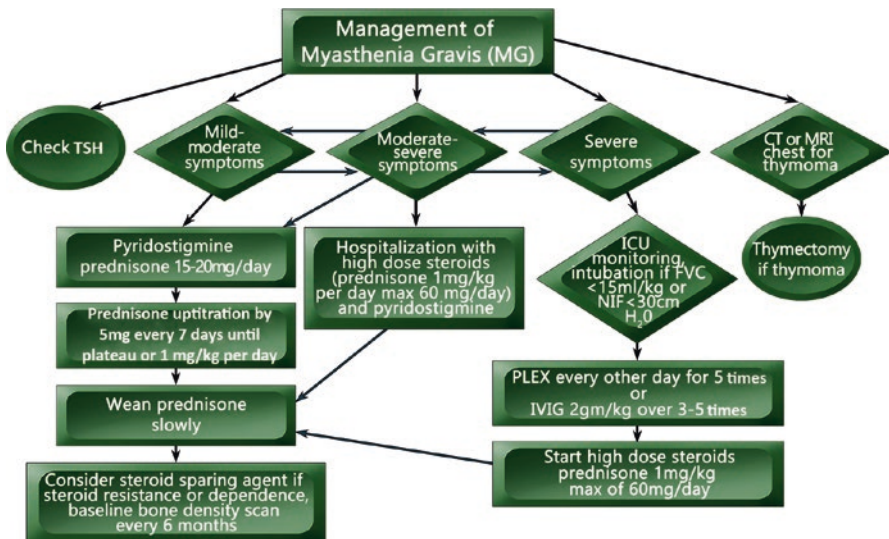 Management of
Myasthenia Gravis (MG)
Check TSH
Mild-
moderate
symptoms
Moderate-
severe
symptoms
Severe
symptoms
CT or MRI
chest for
thymoma
Pyridostigmine
prednisone 15-20mg/day
Hospitalization with
high dose steroids
(prednisone 1mg/kg
per day max 60 mg/day)
and pyridostigmine
ICU
monitoring,
intubation if FVC
<15ml/kg or
NIF<30cm
H₂0
Thymectomy
if thymoma
Prednisone uptitration by
5mg every 7 days until
plateau or 1 mg/kg per day
PLEX every other day for 5 times
or
IVIG 2gm/kg over 3-5 times
Wean prednisone
slowly
Start high dose steroids
prednisone 1mg/kg
max of 60mg/day
Consider steroid sparing agent if
steroid resistance or dependence,
baseline bone density scan
every 6 months